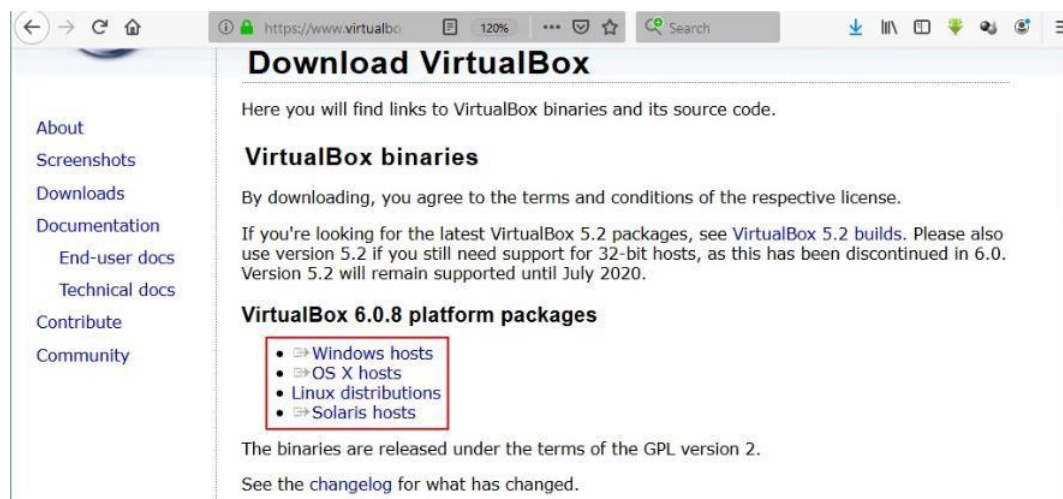 https://www.virtualbo
120%
Search
Download VirtualBox
Here you will find links to VirtualBox binaries and its source code.
About
Screenshots
Downloads
Documentation
End-user docs
Technical docs
Contribute
Community
VirtualBox binaries
By downloading, you agree to the terms and conditions of the respective license.
If you're looking for the latest VirtualBox 5.2 packages, see VirtualBox 5.2 builds. Please also
use version 5.2 if you still need support for 32-bit hosts, as this has been discontinued in 6.0.
Version 5.2 will remain supported until July 2020.
VirtualBox 6.0.8 platform packages
• Windows hosts
• OS X hosts
• Linux distributions
• Solaris hosts
The binaries are released under the terms of the GPL version 2.
See the changelog for what has changed.